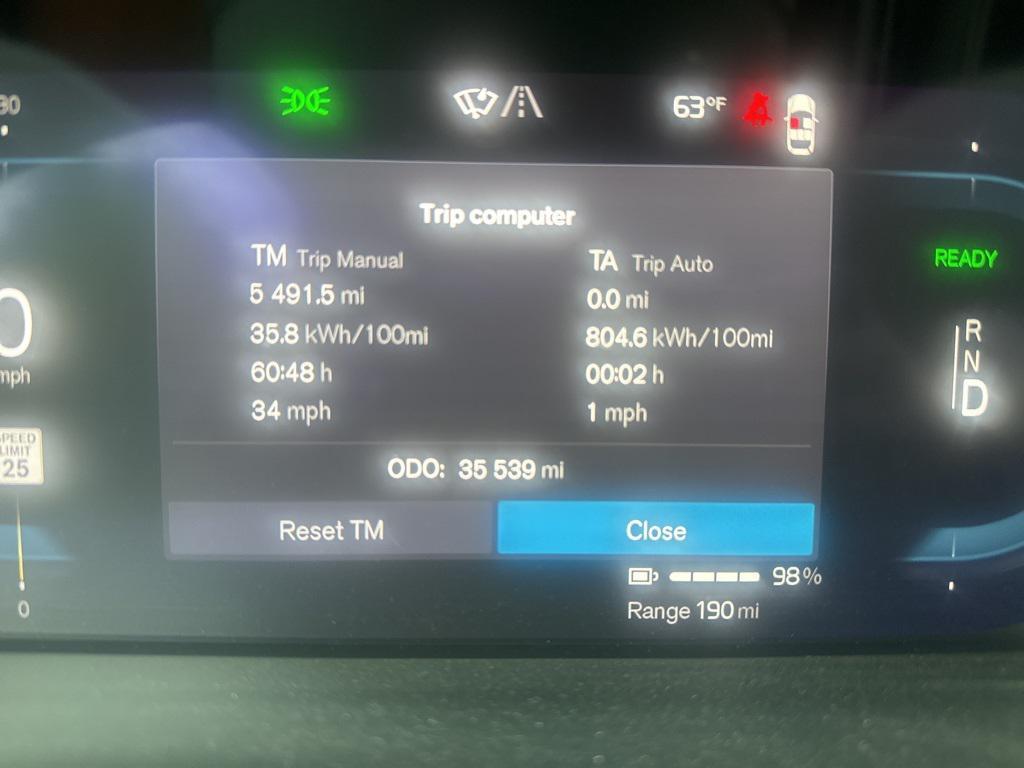 63°F
Trip computer
TM Trip Manual
5 491.5 mi
35.8 kWh/100mi
60:48 h
34 mph
TA Trip Auto
0.0 mi
804.6 kWh/100mi
00:02 h
1 mph
ODO: 35 539 mi
Reset TM
Close
98%
Range 190 mi
READY
R
N
D
0
mph
SPEED
LIMIT
25
0